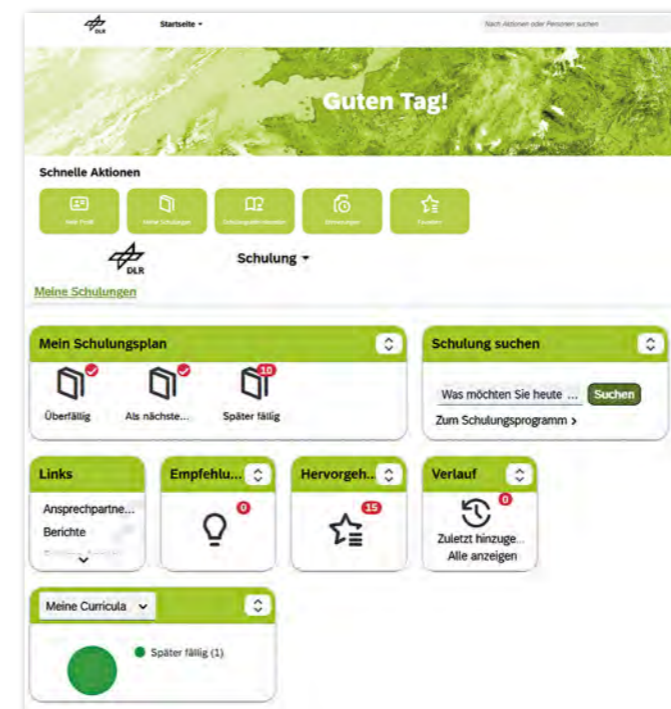 DLR
Startseite
Nach Aktionen oder Personen suchen
Guten Tag!
Schnelle Aktionen
Mein Profil
Meine Schulungen
Favoriten
DLR
Schulung
Meine Schulungen
Mein Schulungsplan
Schulung suchen
10
Überfällig
Als nächste...
Später fällig
Was möchten Sie heute ...
Suchen
Zum Schulungsprogramm >
Links
Empfehlu...
Hervorgeh...
Verlauf
Ansprechpartne...
Berichte
0
15
0
Zuletzt hinzuge...
Alle anzeigen
Meine Curricula
Später fällig (1)